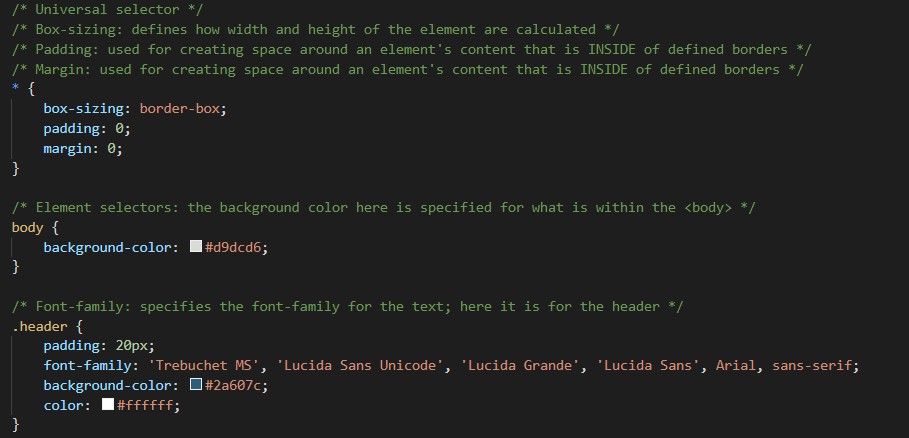 /* Universal selector */
/* Box-sizing: defines how width and height of the element are calculated */
/* Padding: used for creating space around an element's content that is INSIDE of defined borders */
/* Margin: used for creating space around an element's content that is INSIDE of defined borders */
* {
    box-sizing: border-box;
    padding: 0;
    margin: 0;
}

/* Element selectors: the background color here is specified for what is within the <body> */
body {
    background-color: #d9dcd6;
}

/* Font-family: specifies the font-family for the text; here it is for the header */
.header {
    padding: 20px;
    font-family: 'Trebuchet MS', 'Lucida Sans Unicode', 'Lucida Grande', 'Lucida Sans', Arial, sans-serif;
    background-color: #2a607c;
    color: #ffffff;
}